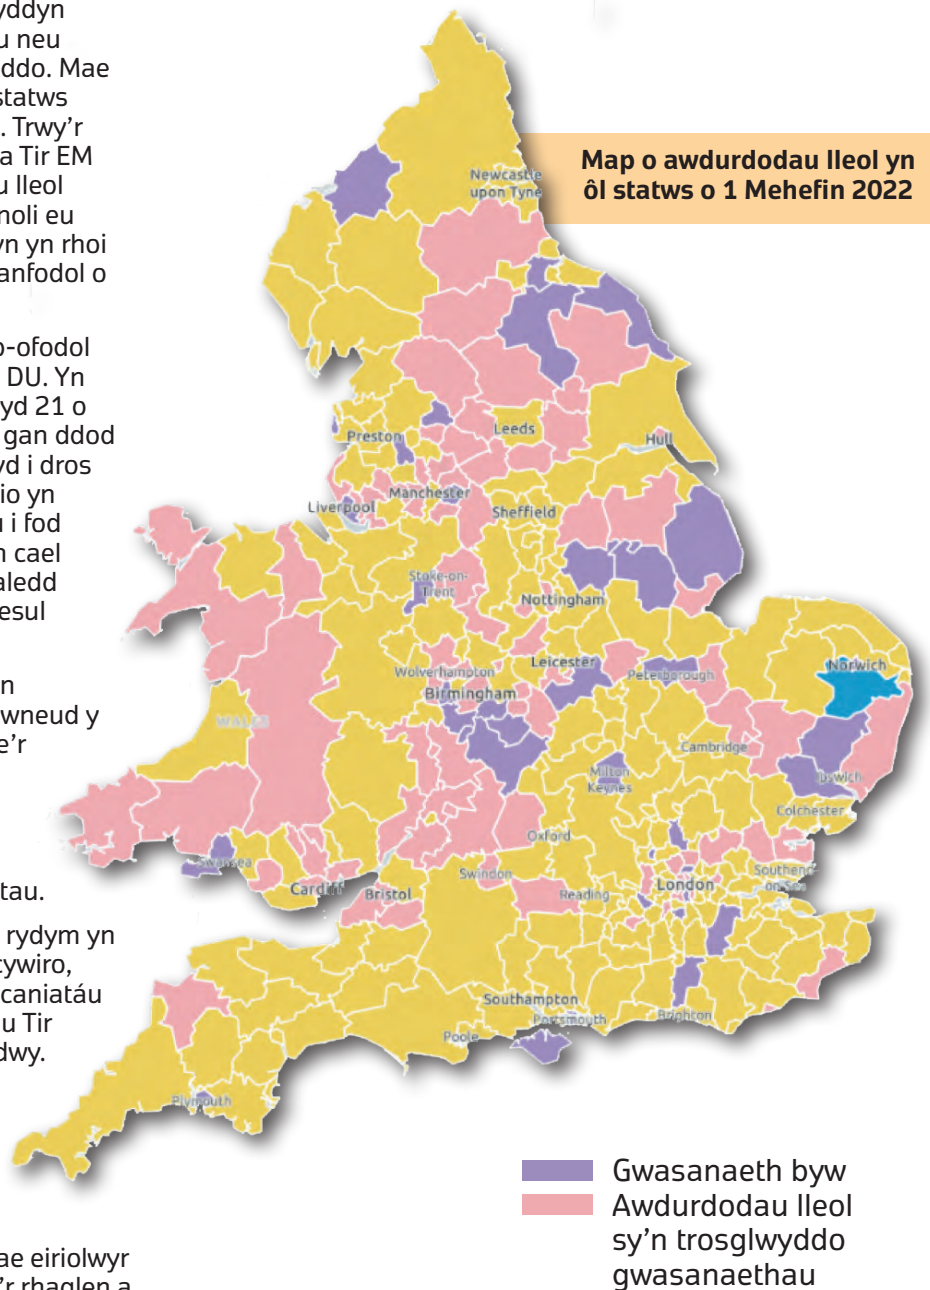 yddyn
u neu
ddo. Mae
statws
. Trwy'r
a Tir EM
u lleol
noli eu
yn yn rhoi
anfodol o
o-ofodol
DU. Yn
yd 21 o
gan ddod
yd i dros
io yn
u i fod
n cael
aledd
esul
n
wneud y
e'r
tau.
rydym yn
cywiro,
caniatáu
u Tir
dwy.
ae eiriolwyr
'r rhaglen a
Map o awdurdodau lleol yn
ôl statws o 1 Mehefin 2022
Newcastle
upon Tyne
Preston
Leeds
Hull
Manchester
Liverpool
Sheffield
Stoke-on-
Trent
Nottingham
Wolverhampton
Leicester
Norwich
Peterborough
Birmingham
WALES
Cambridge
Milton
Keynes
Ipswich
Colchester
Oxford
Swansea
Swindon
Southend-
on-Sea
Cardiff
Bristol
Reading
London
Southampton
Portsmouth
Brighton
Poole
Plymouth
Gwasanaeth byw
Awdurdodau lleol
sy'n trosglwyddo
gwasanaethau